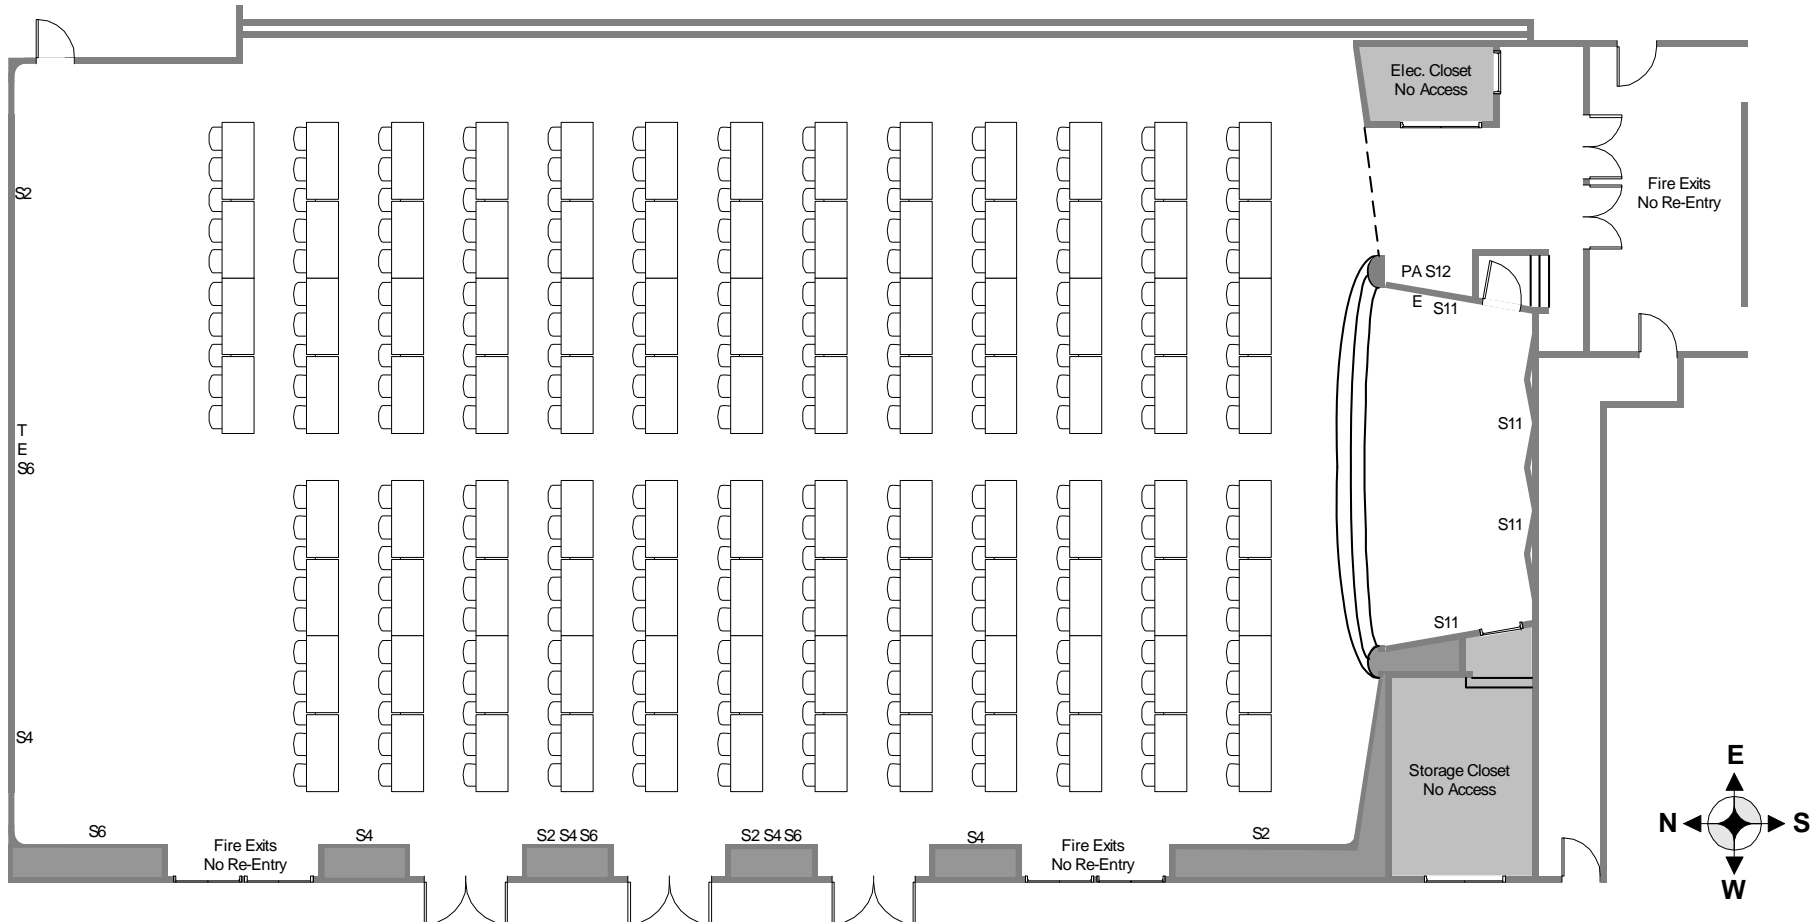 Elec. Closet
No Access
Fire Exits
No Re-Entry
S2
PA S12
E
S11
T
E
S6
S11
S11
S11
S4
Storage Closet
No Access
E
N
S
W
S6
Fire Exits
No Re-Entry
S4
S2 S4 S6
S2 S4 S6
S4
Fire Exits
No Re-Entry
S2